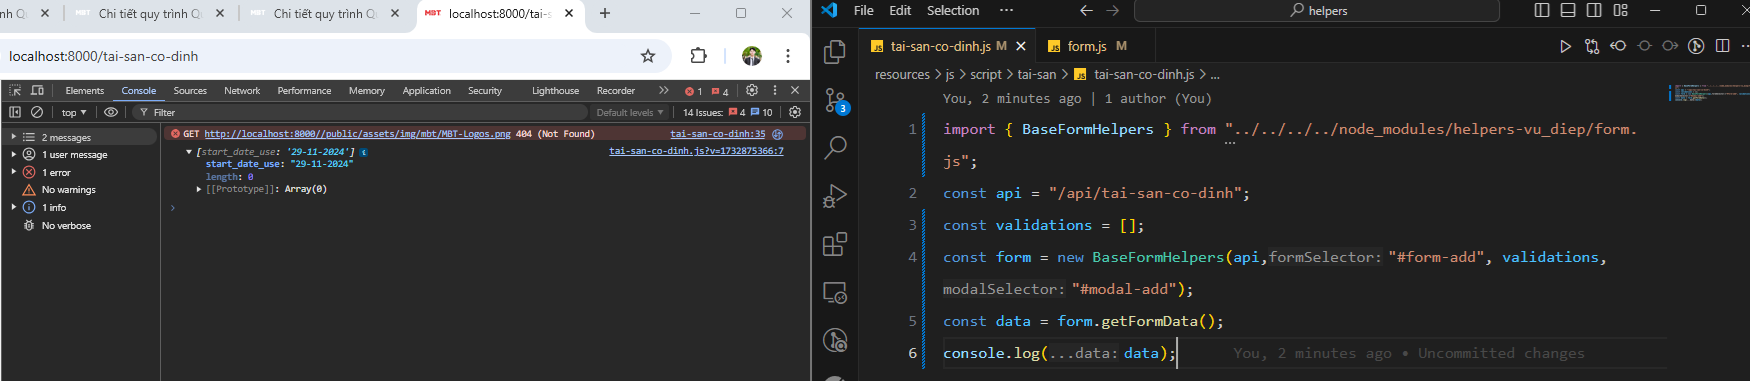 Chi tiết quy trình Qu
MBT Chi tiết quy trình Qu
MBT localhost:8000/tai-s
localhost:8000/tai-san-co-dinh
Elements Console Sources Network Performance Memory Application Security Lighthouse Recorder 1 4
top Filter Default levels 14 Issues: 4 10
2 messages
1 user message
1 error
No warnings
1 info
No verbose
GET http://localhost:8000//public/assets/img/mbt/MBT-Logos.png 404 (Not Found) tai-san-co-dinh:35
[start_date_use: '29-11-2024'] tai-san-co-dinh.js?v=1732875366:7
start_date_use: "29-11-2024"
length: 0
[[Prototype]]: Array(0)
File Edit Selection ··· helpers
JS tai-san-co-dinh.js M JS form.js M
resources > js > script > tai-san > JS tai-san-co-dinh.js > ...
You, 2 minutes ago | 1 author (You)
3
1 import { BaseFormHelpers } from "../../../../node_modules/helpers-vu_diep/form.
js";
2 const api = "/api/tai-san-co-dinh";
3 const validations = [];
4 const form = new BaseFormHelpers(api,formSelector: "#form-add", validations,
modalSelector: "#modal-add");
5 const data = form.getFormData();
6 console.log(...data: data); You, 2 minutes ago • Uncommitted changes